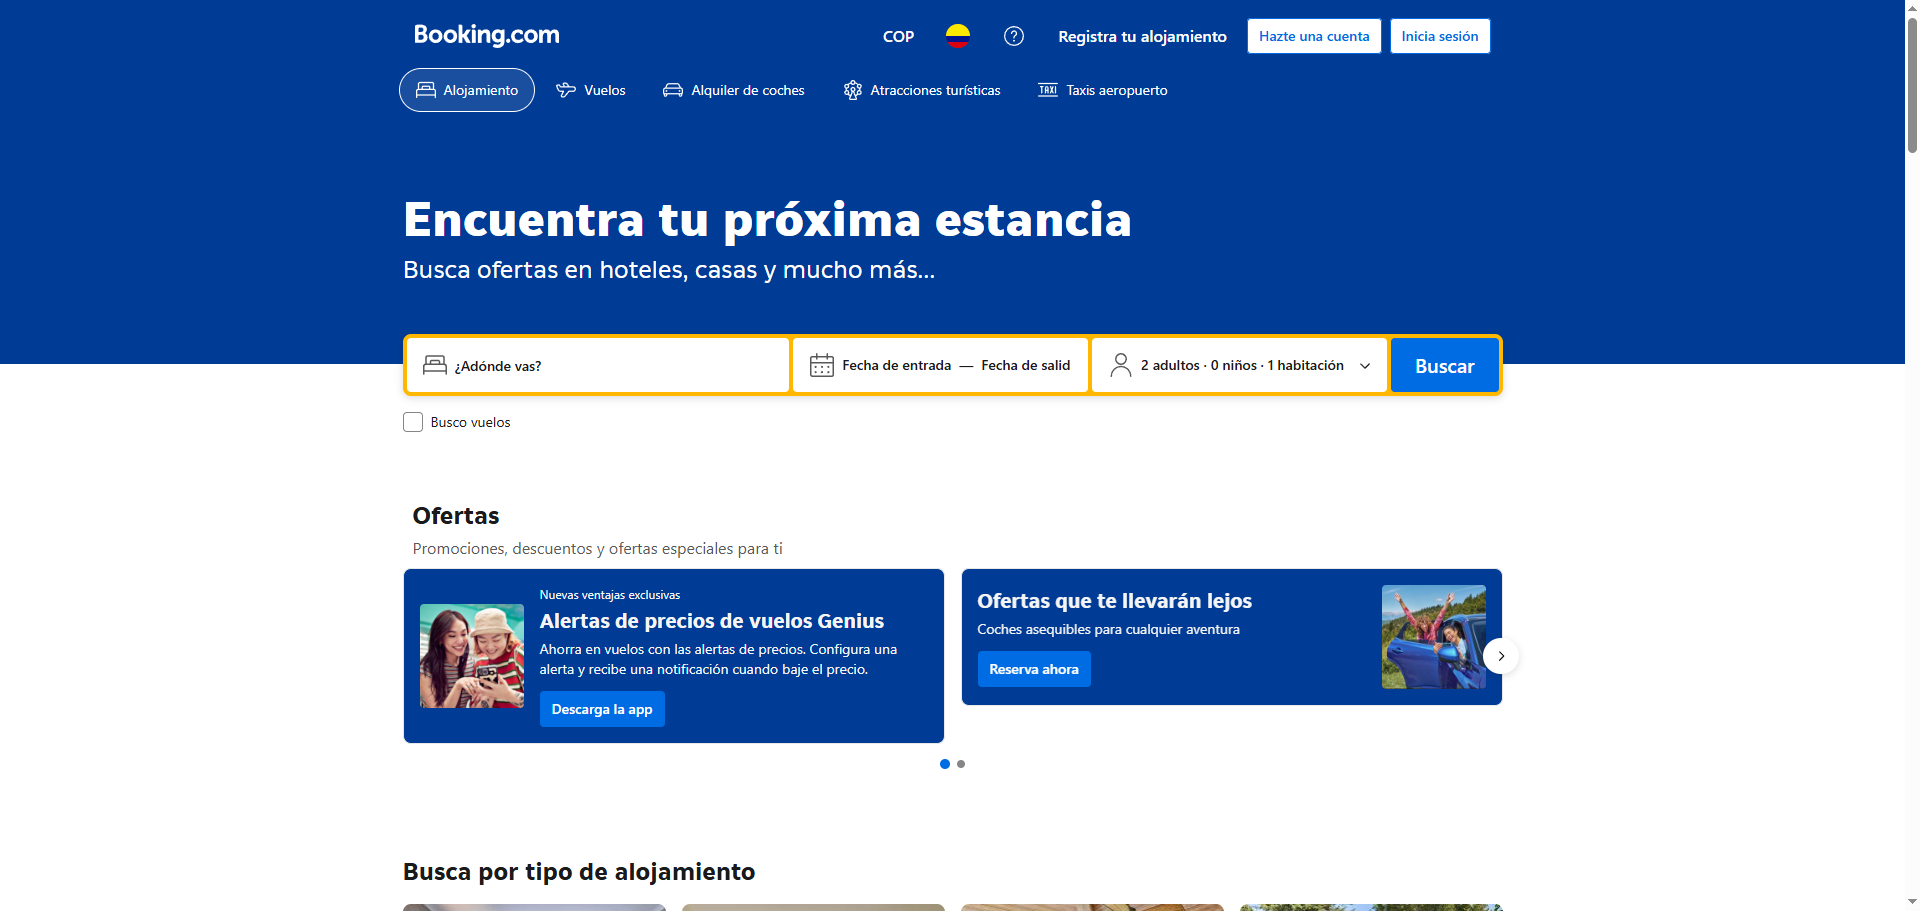 Booking.com
COP
Registra tu alojamiento
Hazte una cuenta
Inicia sesión
Alojamiento
Vuelos
Alquiler de coches
Atracciones turísticas
TAXI
Taxis aeropuerto
Encuentra tu próxima estancia
Busca ofertas en hoteles, casas y mucho más...
¿Adónde vas?
Fecha de entrada — Fecha de salid
2 adultos · 0 niños · 1 habitación
Buscar
Busco vuelos
Ofertas
Promociones, descuentos y ofertas especiales para ti
Nuevas ventajas exclusivas
Alertas de precios de vuelos Genius
Ahorra en vuelos con las alertas de precios. Configura una
alerta y recibe una notificación cuando baje el precio.
Descarga la app
Ofertas que te llevarán lejos
Coches asequibles para cualquier aventura
Reserva ahora
Busca por tipo de alojamiento